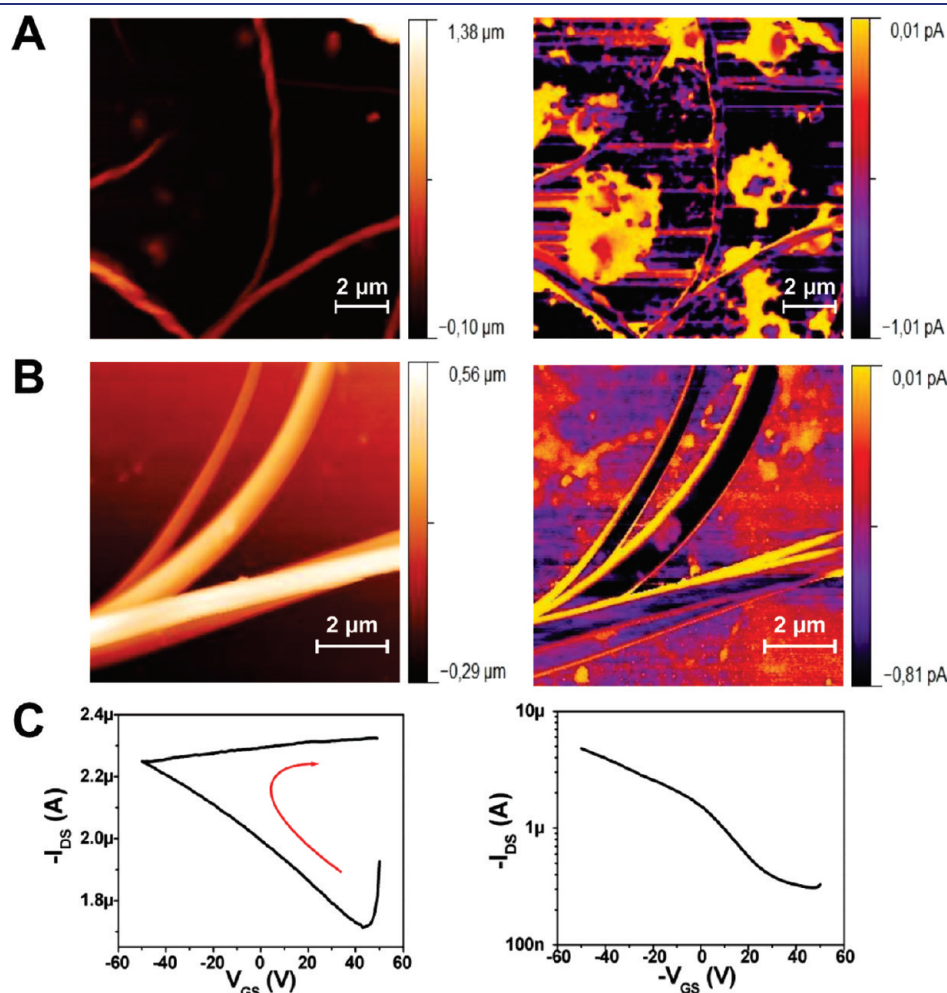 A
1,38 µm
2 µm
−0,10 µm
0,01 pA
2 µm
−1,01 pA
B
0,56 µm
2 µm
−0,29 µm
0,01 pA
2 µm
−0,81 pA
C
2.4µ
2.2µ
2.0µ
1.8µ
-I_DS (A)
-60 -40 -20 0 20 40 60
V_GS (V)
10µ
1µ
100n
-I_DS (A)
-60 -40 -20 0 20 40 60
-V_GS (V)